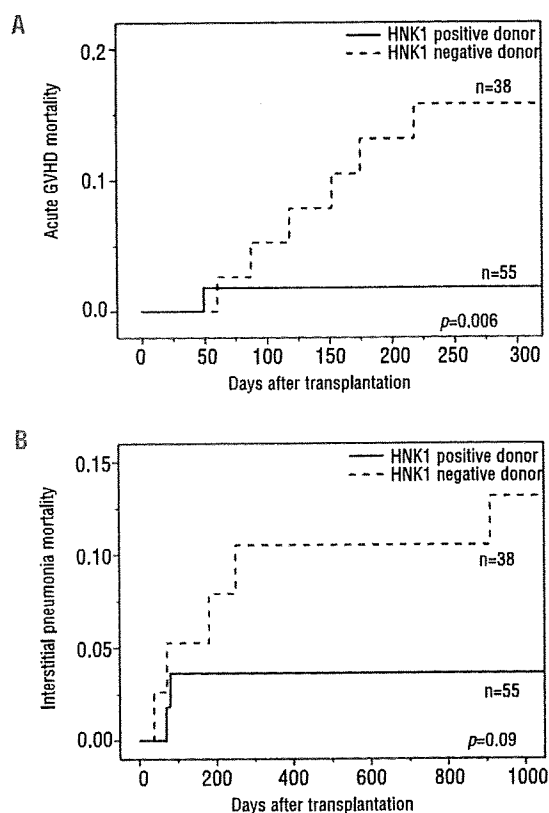 A
HNK1 positive donor
HNK1 negative donor
0.2
0.1
0.0
Acute GVHD mortality
n=38
n=55
p=0.006
0 50 100 150 200 250 300
Days after transplantation
B
HNK1 positive donor
HNK1 negative donor
0.15
0.10
0.05
0.00
Interstitial pneumonia mortality
n=38
n=55
p=0.09
0 200 400 600 800 1000
Days after transplantation